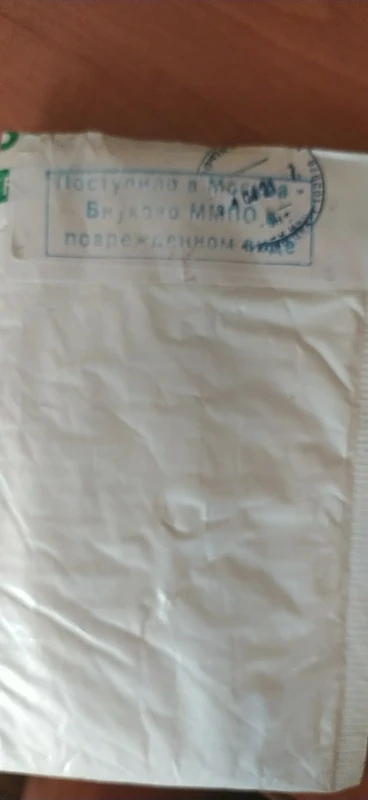 Поступило в Москва -
Внуково ММПО в
поврежденном виде